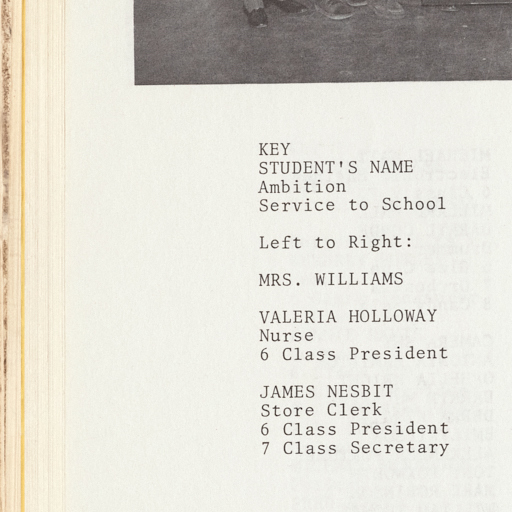 KEY
STUDENT'S NAME
Ambition
Service to School
Left to Right:
MRS. WILLIAMS
VALERIA HOLLOWAY
Nurse
6 Class President
JAMES NESBIT
Store Clerk
6 Class President
7 Class Secretary